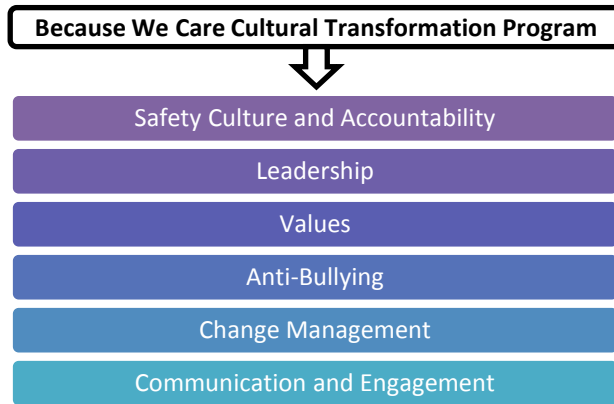 Because We Care Cultural Transformation Program
Safety Culture and Accountability
Leadership
Values
Anti-Bullying
Change Management
Communication and Engagement